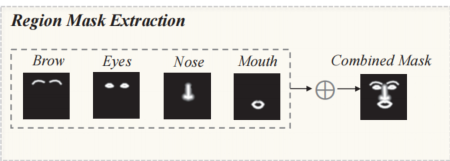 Region Mask Extraction
Brow Eyes Nose Mouth Combined Mask